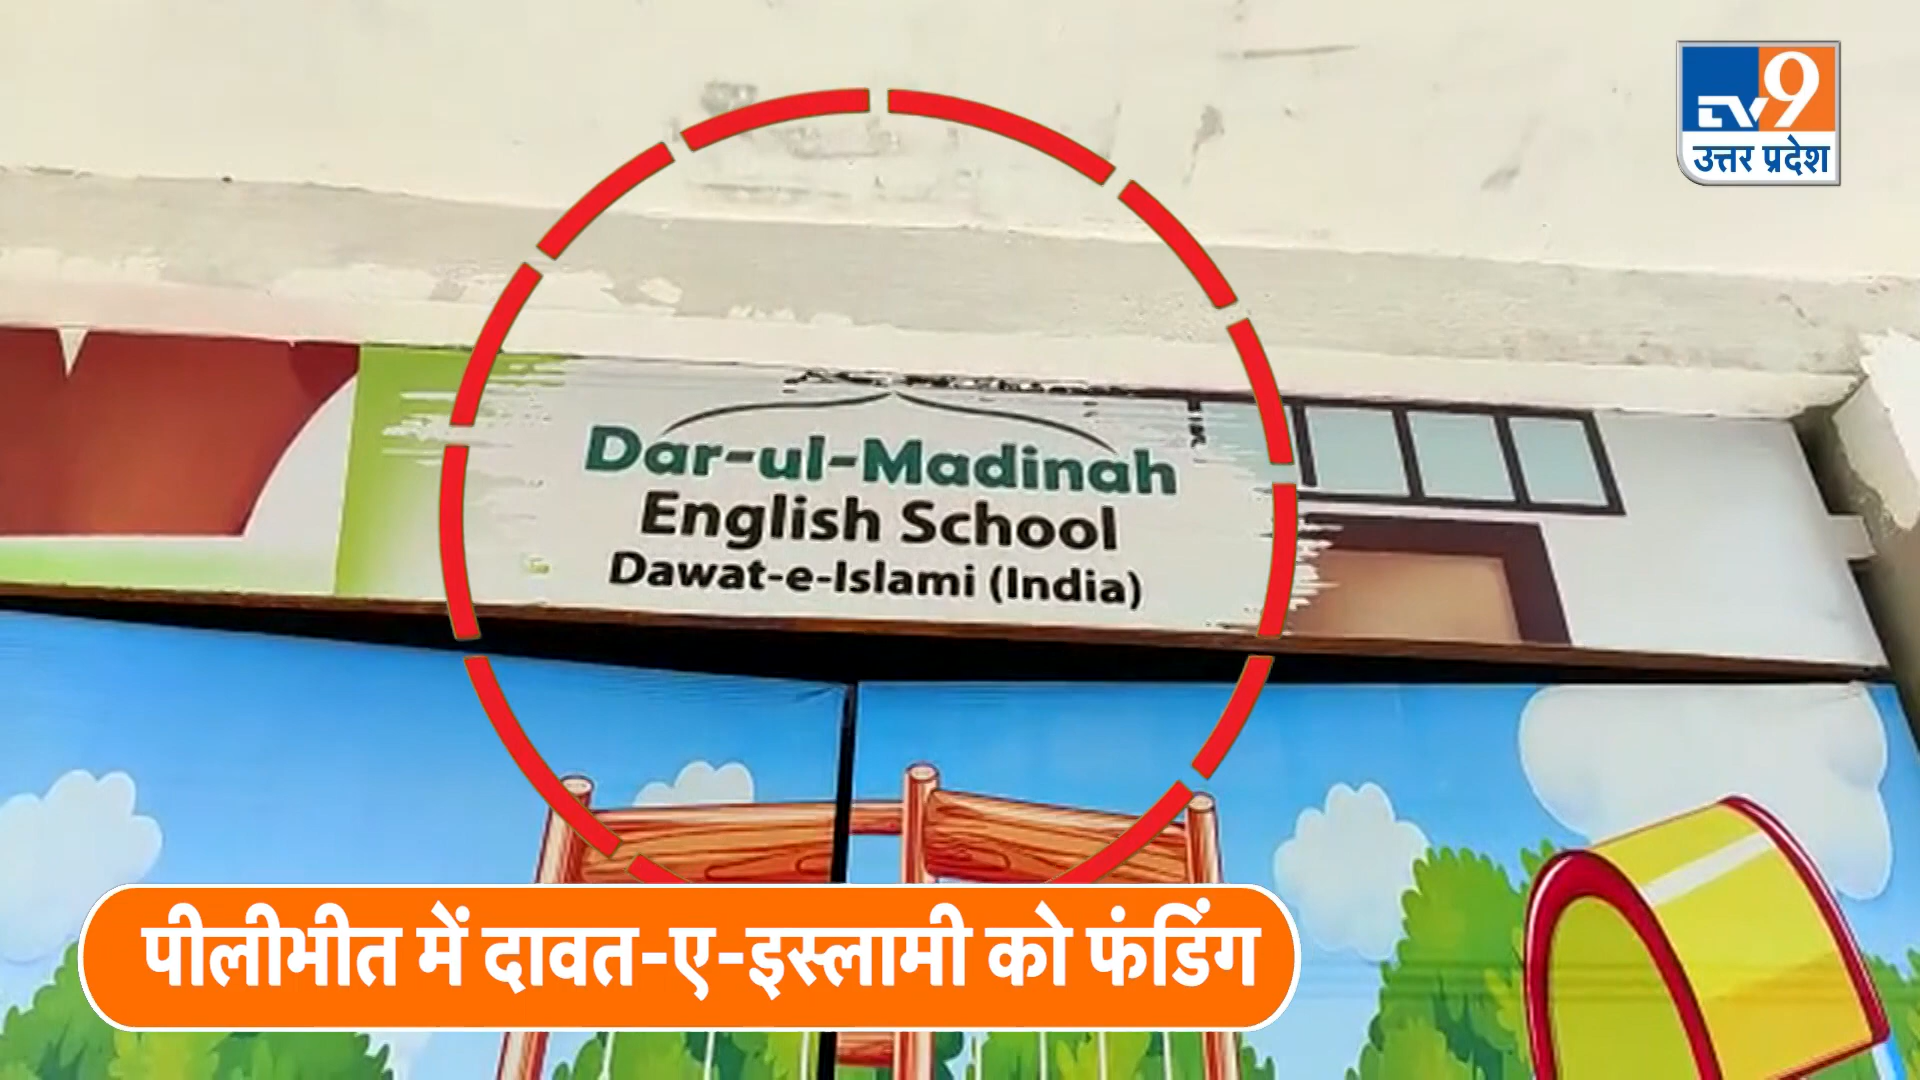 TV9
उत्तर प्रदेश
Dar-ul-Madinah
English School
Dawat-e-Islami (India)
पीलीभीत में दावत-ए-इस्लामी को फंडिंग